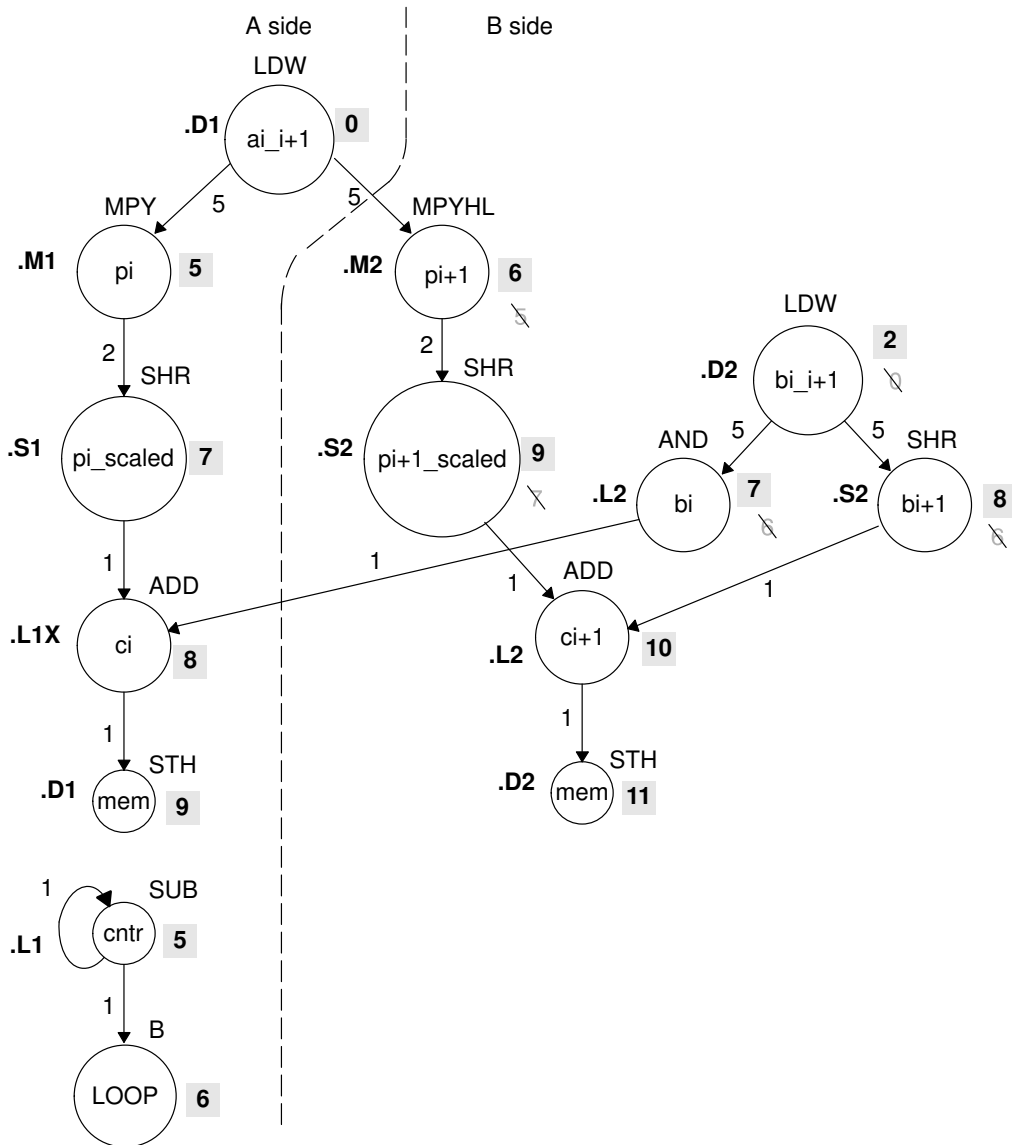 A side
B side
LDW
.D1
ai_i+1
0
5
5
MPY
MPYHL
.M1
pi
5
.M2
pi+1
6
5
LDW
2
2
2
.D2
bi_i+1
0
SHR
SHR
.S1
pi_scaled
7
.S2
pi+1_scaled
9
7
5
5
AND
SHR
.L2
bi
7
6
.S2
bi+1
8
6
1
1
1
1
ADD
ADD
.L1X
ci
8
.L2
ci+1
10
1
1
STH
STH
.D1
mem
9
.D2
mem
11
1
SUB
.L1
cntr
5
1
B
LOOP
6